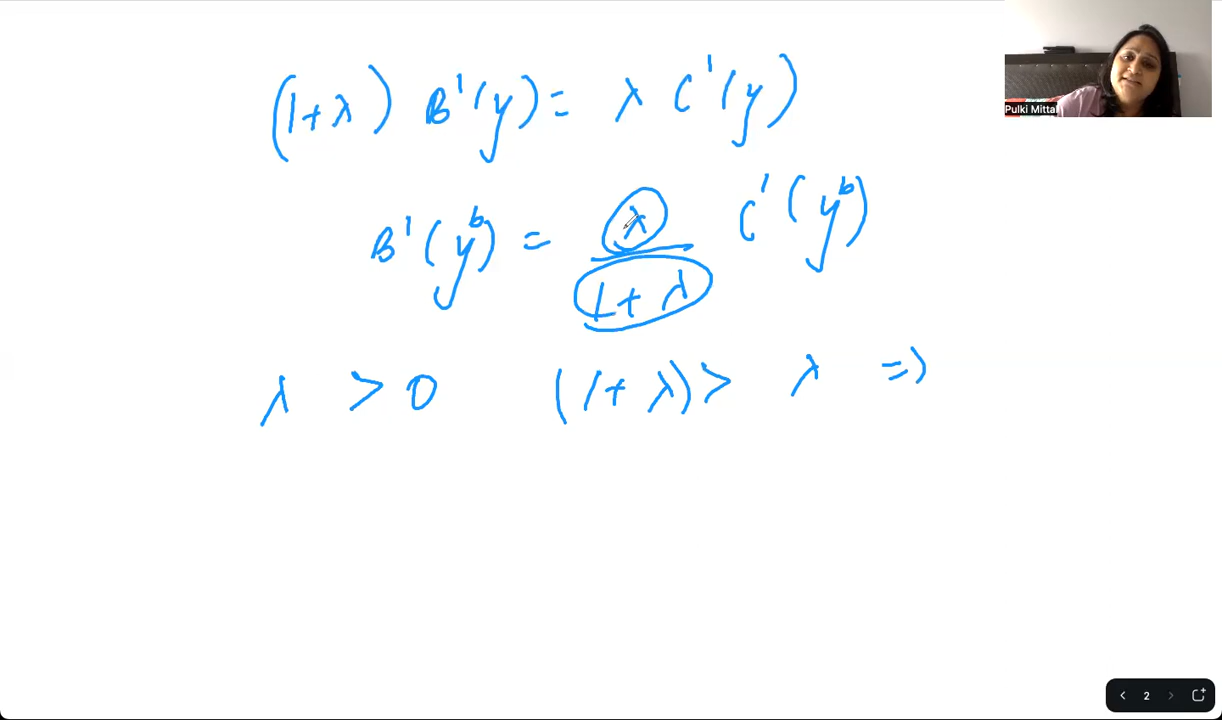 (1+λ) B'(y) = λ C'(y)
Pulki Mittal
B'(y^b) = λ/(1+λ) C'(y^b)
λ > 0 (1+λ) > λ =>
2